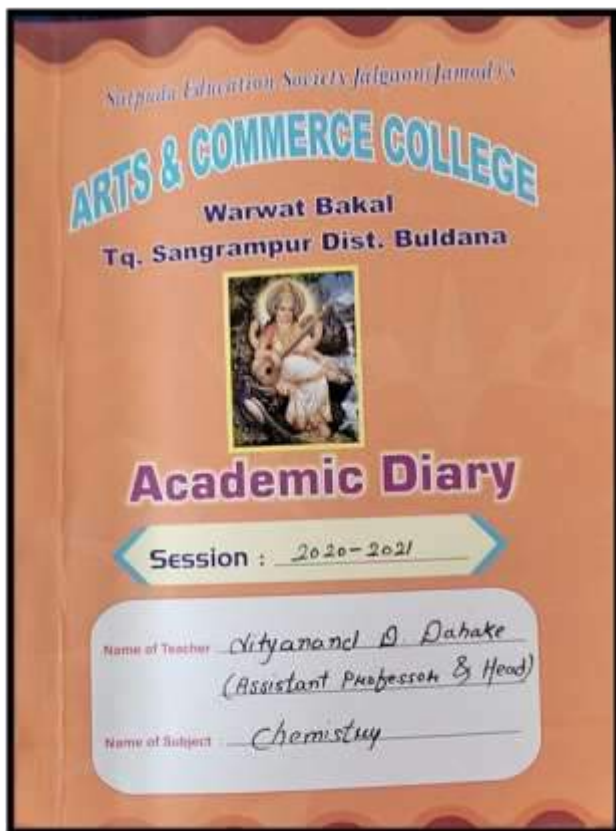 Satpuda Education Society Jalgaon(Jamod)'s
ARTS & COMMERCE COLLEGE
Warwat Bakal
Tq. Sangrampur Dist. Buldana
Academic Diary
Session : 2020-2021
Name of Teacher Nityanand D Dahake
(Assistant Professor & Head)
Name of Subject Chemistry